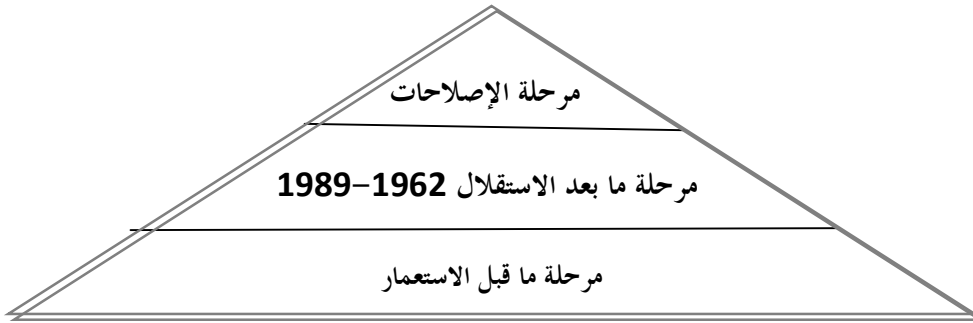 مرحلة الإصلاحات
مرحلة ما بعد الاستقلال 1962–1989
مرحلة ما قبل الاستعمار